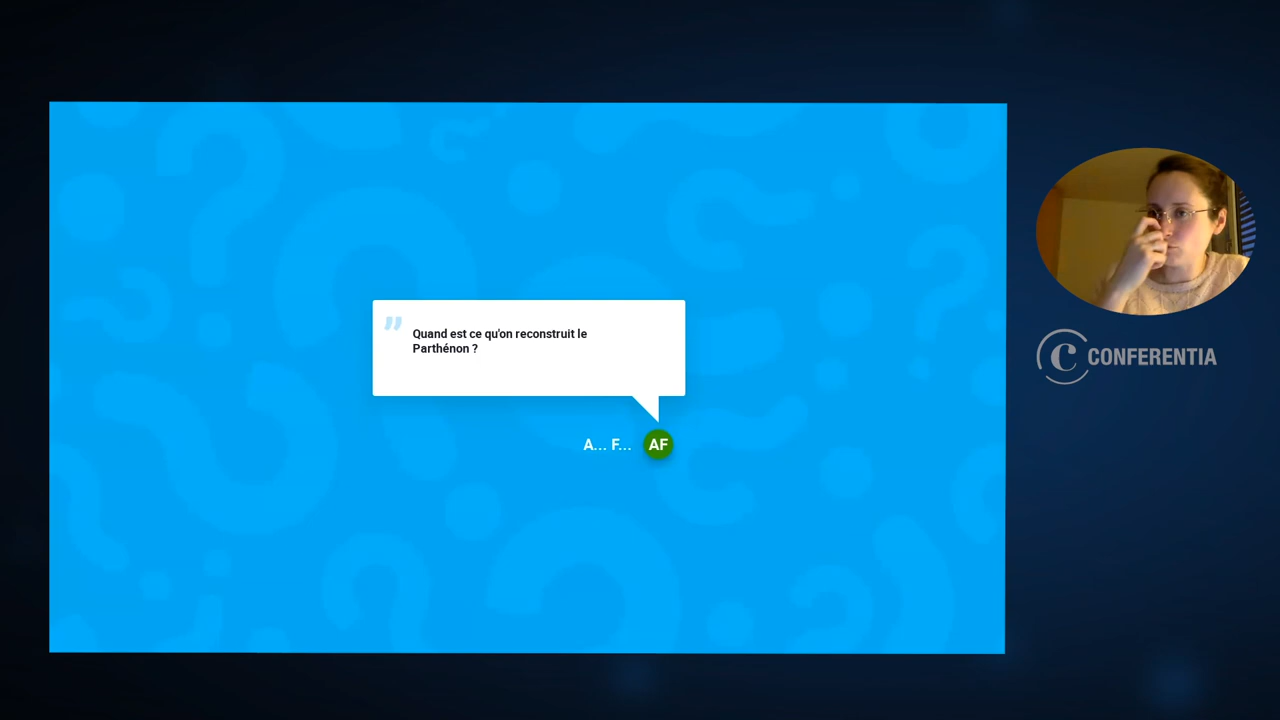 Quand est ce qu'on reconstruit le
Parthénon ?
A... F... AF
C CONFERENTIA